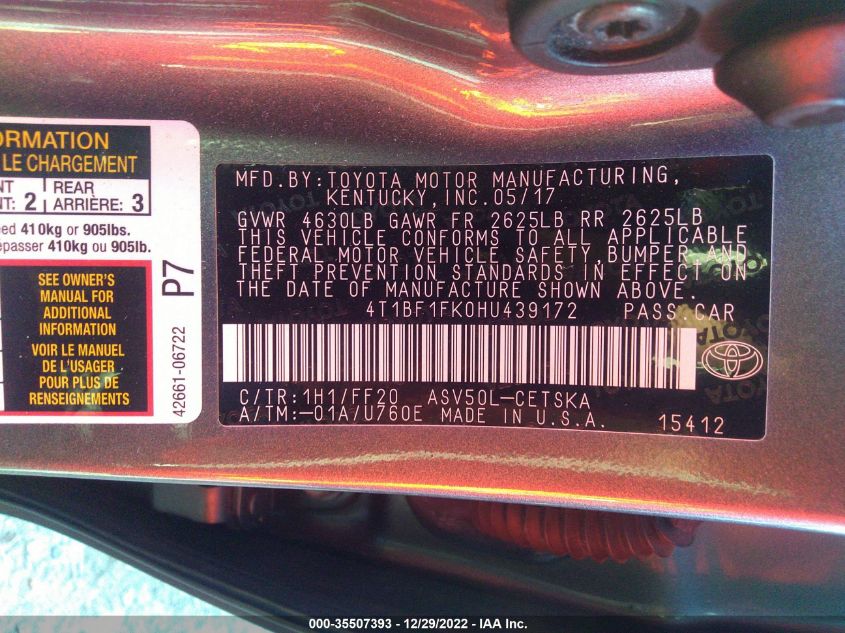 ORMATION
LE CHARGEMENT
NT REAR
NT: 2 ARRIÈRE: 3
eed 410kg or 905lbs.
epasser 410kg ou 905lb.
SEE OWNER'S
MANUAL FOR
ADDITIONAL
INFORMATION
VOIR LE MANUEL
DE L'USAGER
POUR PLUS DE
RENSEIGNEMENTS
P7
42661-06722
MFD.BY:TOYOTA MOTOR MANUFACTURING,
KENTUCKY,INC.05/17
GVWR 4630LB GAWR FR 2625LB RR 2625LB
THIS VEHICLE CONFORMS TO ALL APPLICABLE
FEDERAL MOTOR VEHICLE SAFETY,BUMPER,AND
THEFT PREVENTION STANDARDS IN EFFECT ON
THE DATE OF MANUFACTURE SHOWN ABOVE.
4T1BF1FK0HU439172 PASS.CAR
C/TR:1H1/FF20 ASV50L-CETSKA
A/TM:-01A/U760E MADE IN U.S.A. 15412
000-35507393 - 12/29/2022 - IAA Inc.